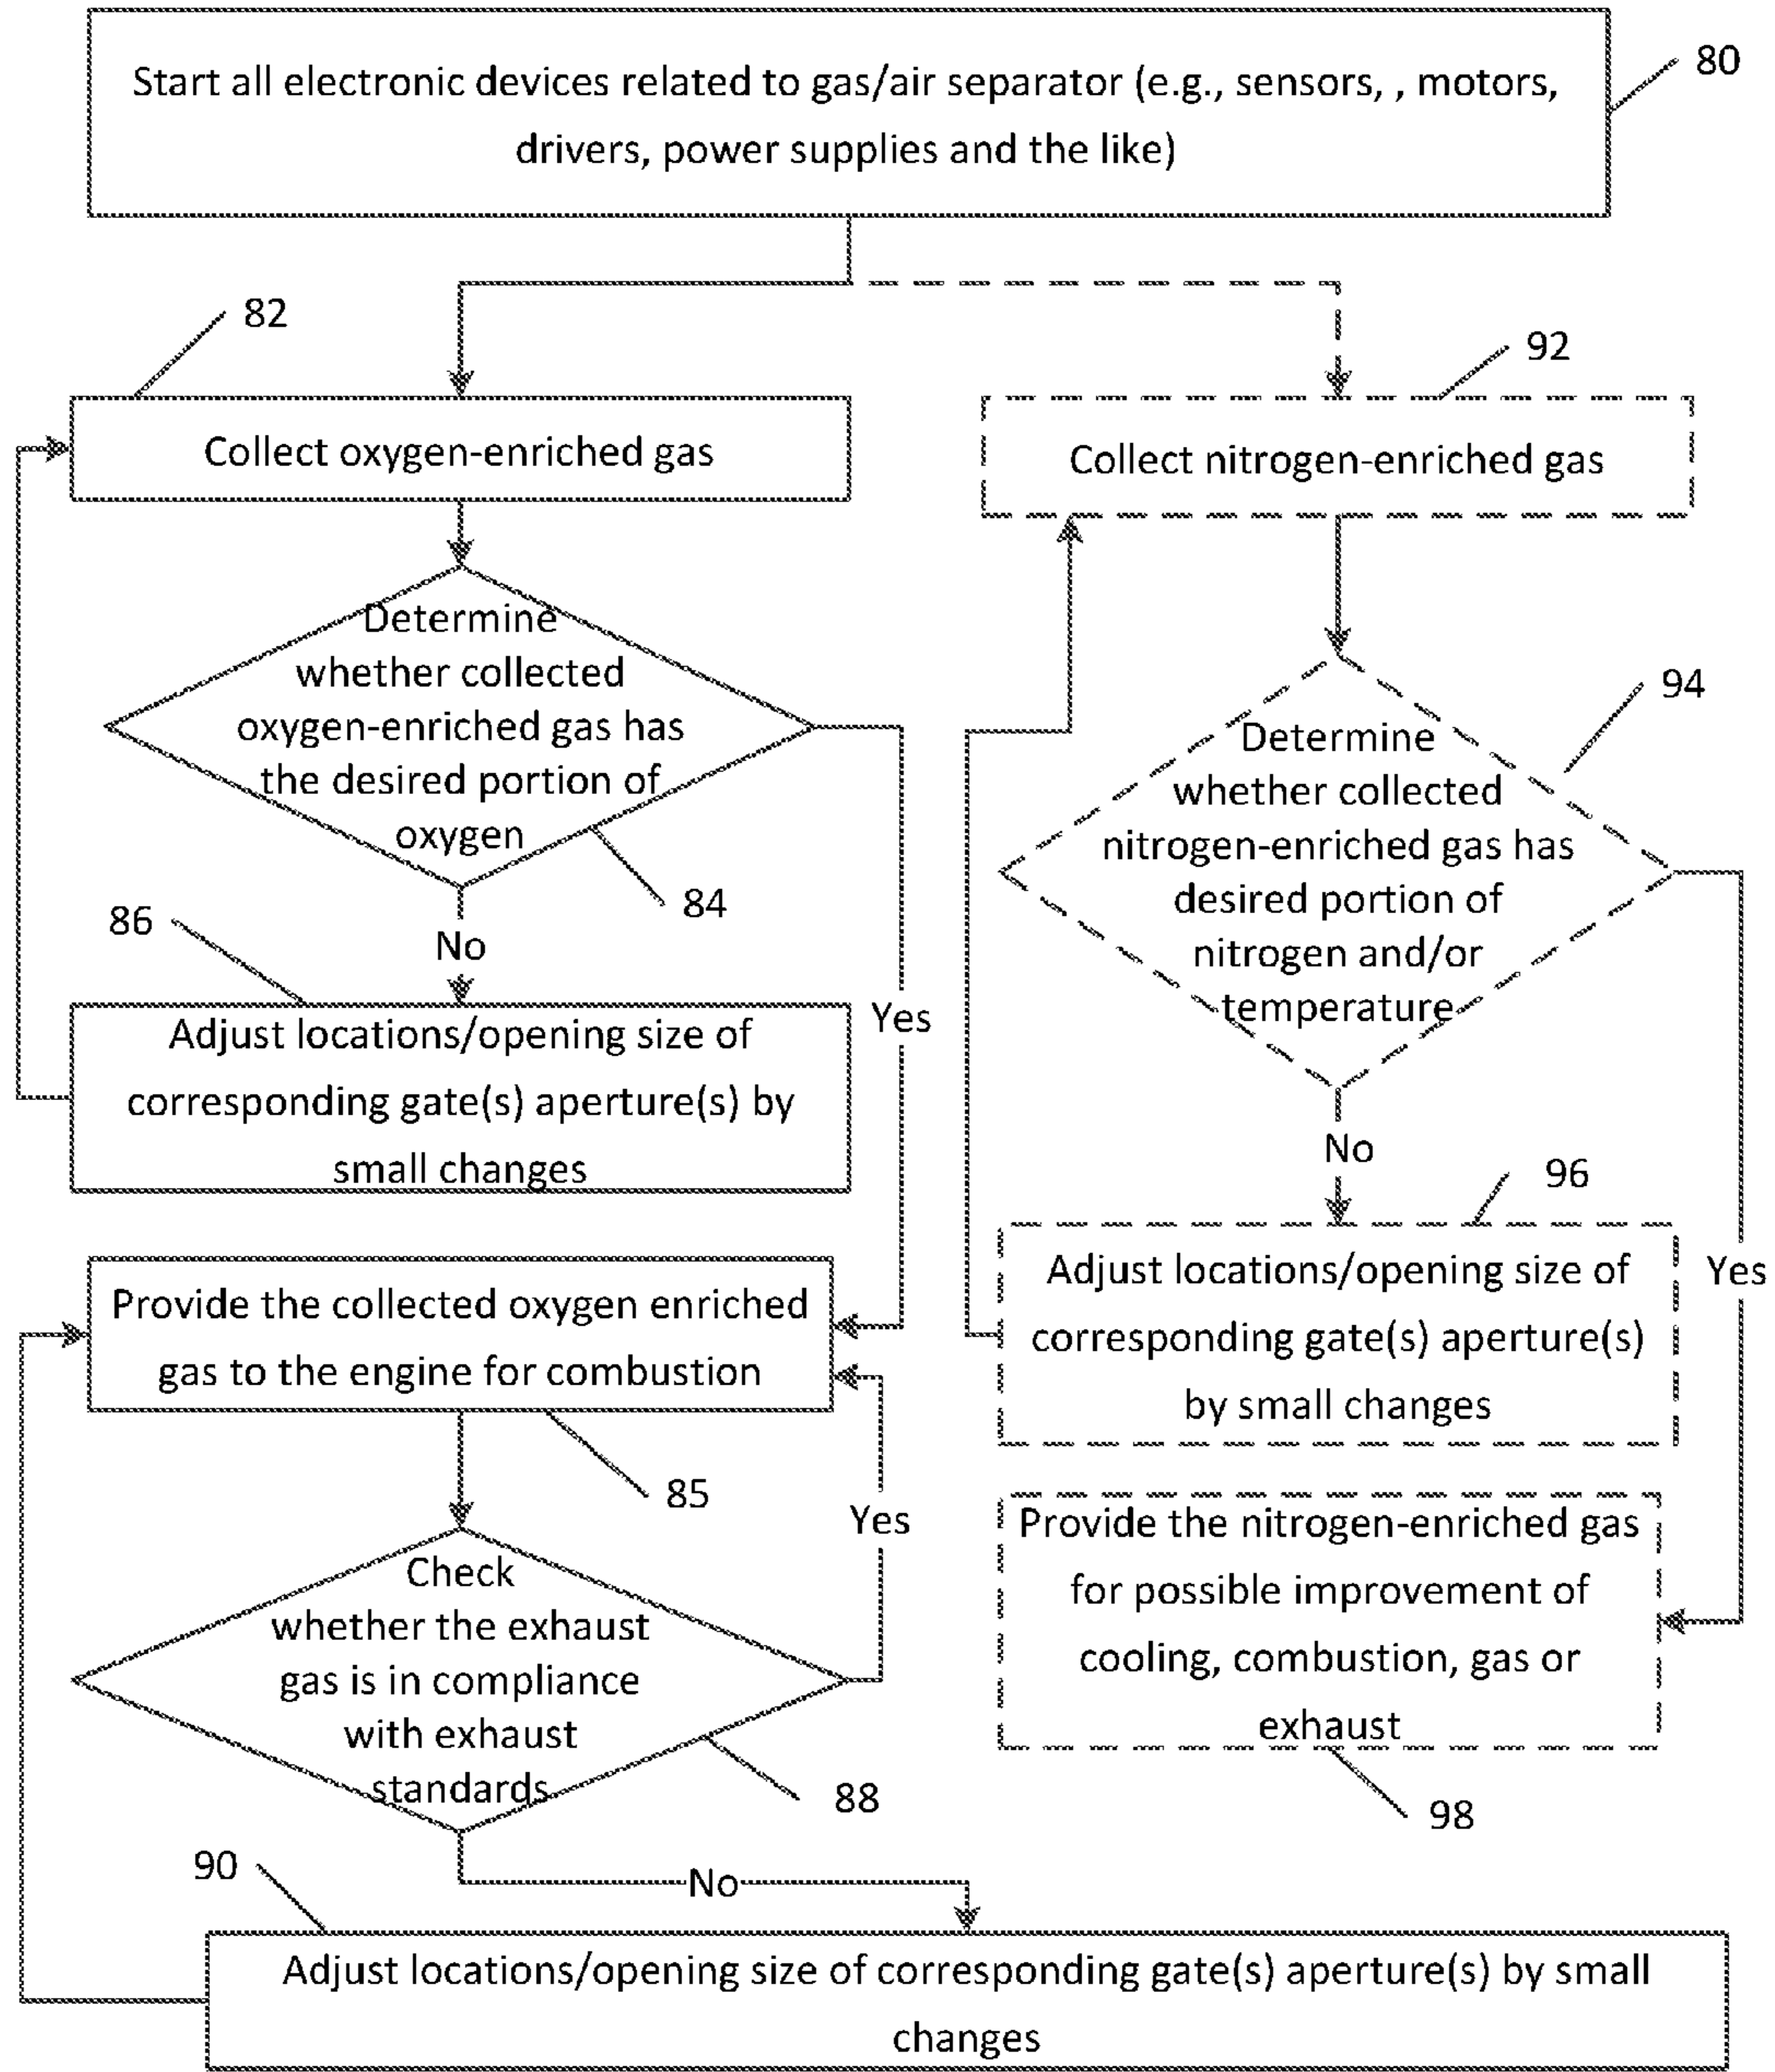 Start all electronic devices related to gas/air separator (e.g., sensors, , motors,
drivers, power supplies and the like)
80
82
Collect oxygen-enriched gas
92
Collect nitrogen-enriched gas
Determine
whether collected
oxygen-enriched gas has
the desired portion of
oxygen
84
No
Yes
86
Adjust locations/opening size of
corresponding gate(s) aperture(s) by
small changes
94
Determine
whether collected
nitrogen-enriched gas has
desired portion of
nitrogen and/or
temperature
No
Yes
96
Adjust locations/opening size of
corresponding gate(s) aperture(s)
by small changes
Provide the collected oxygen enriched
gas to the engine for combustion
85
Yes
Provide the nitrogen-enriched gas
for possible improvement of
cooling, combustion, gas or
exhaust
98
Check
whether the exhaust
gas is in compliance
with exhaust
standards
88
No
90
Adjust locations/opening size of corresponding gate(s) aperture(s) by small
changes